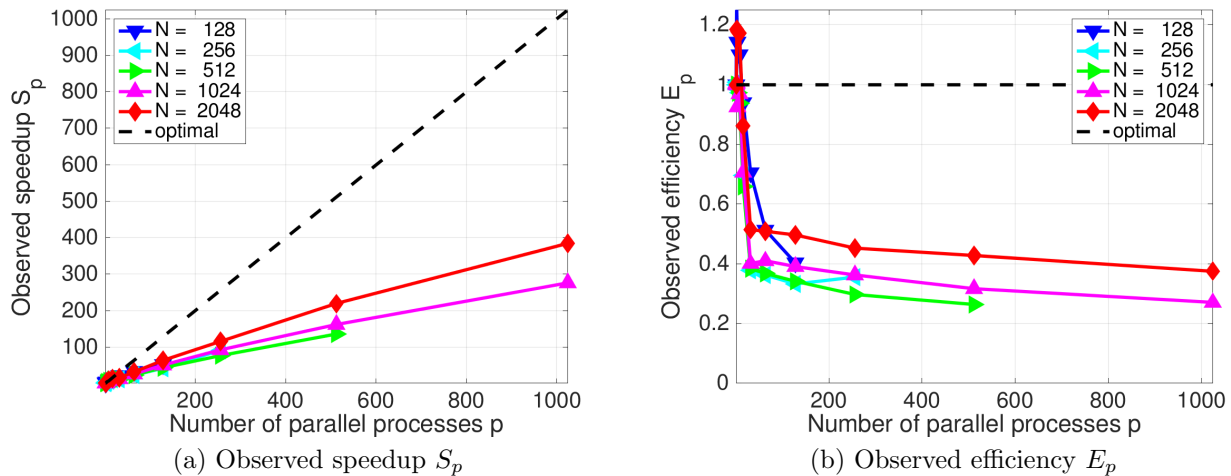 1000
900
800
700
600
500
400
300
200
100
Observed speedup S_p
N = 128
N = 256
N = 512
N = 1024
N = 2048
optimal
200 400 600 800 1000
Number of parallel processes p
(a) Observed speedup S_p
1.2
1
0.8
0.6
0.4
0.2
0
Observed efficiency E_p
N = 128
N = 256
N = 512
N = 1024
N = 2048
optimal
200 400 600 800 1000
Number of parallel processes p
(b) Observed efficiency E_p